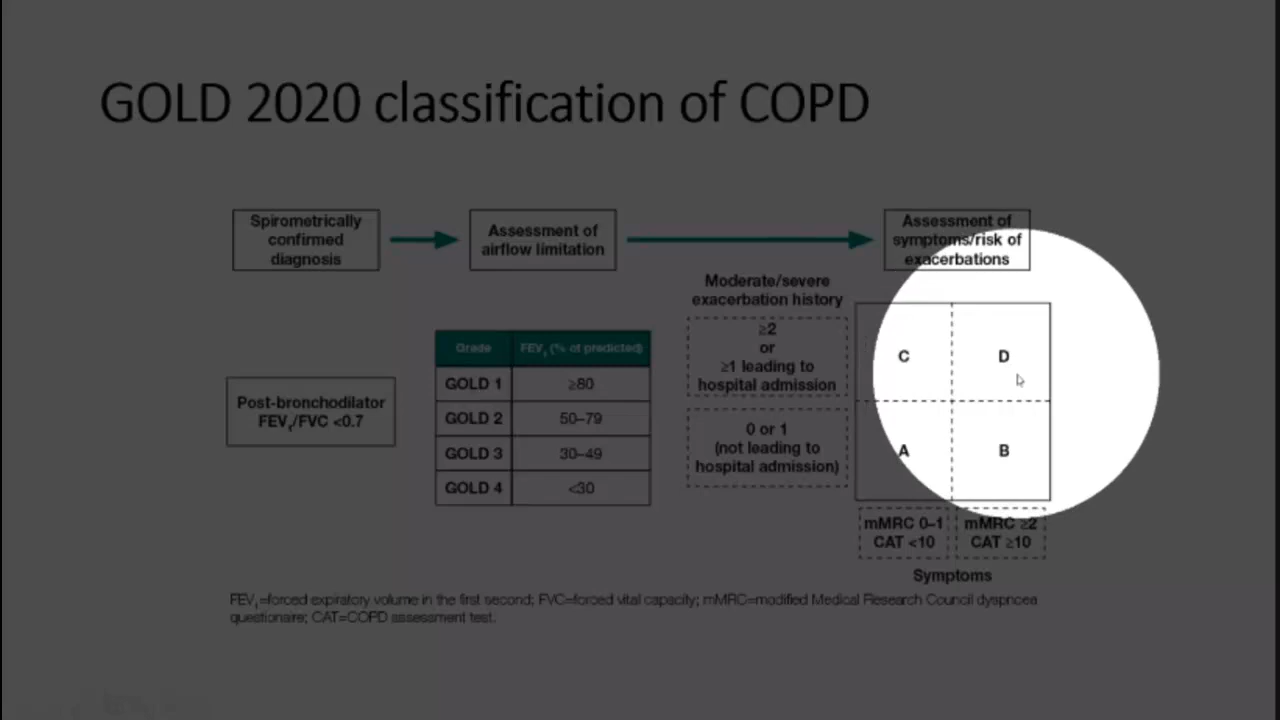 GOLD 2020 classification of COPD
Spirometrically
confirmed
diagnosis
Assessment of
airflow limitation
Assessment of
symptoms/risk of
exacerbations
Moderate/severe
exacerbation history
≥2
or
≥1 leading to
hospital admission
0 or 1
(not leading to
hospital admission)
Post-bronchodilator
FEV₁/FVC <0.7
Grade FEV₁ (% of predicted)
GOLD 1 ≥80
GOLD 2 50–79
GOLD 3 30–49
GOLD 4 <30
C D
A B
mMRC 0–1 mMRC ≥2
CAT <10 CAT ≥10
Symptoms
FEV₁=forced expiratory volume in the first second; FVC=forced vital capacity; mMRC=modified Medical Research Council dyspnoea
questionaire; CAT=COPD assessment test.